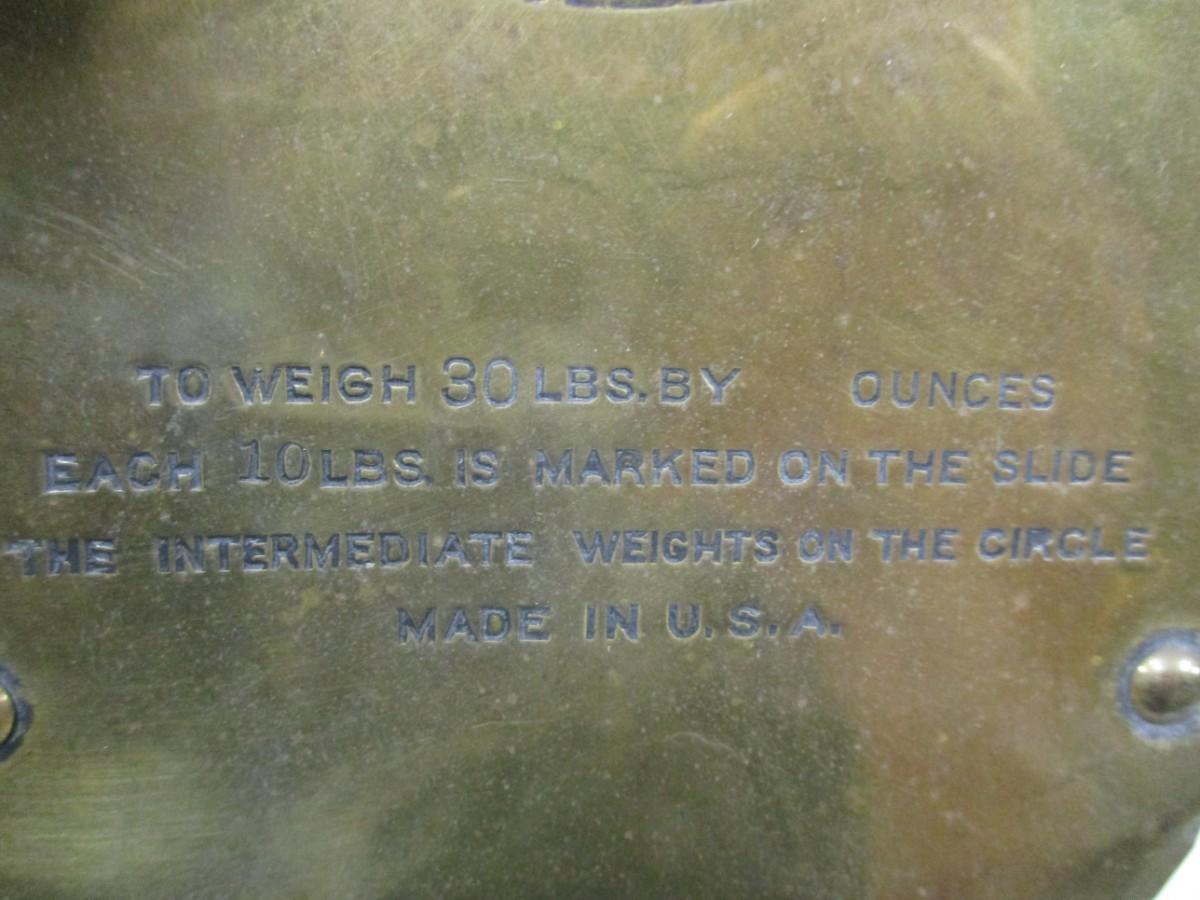 TO WEIGH 30 LBS. BY OUNCES
EACH 10 LBS. IS MARKED ON THE SLIDE
THE INTERMEDIATE WEIGHTS ON THE CIRCLE
MADE IN U.S.A.